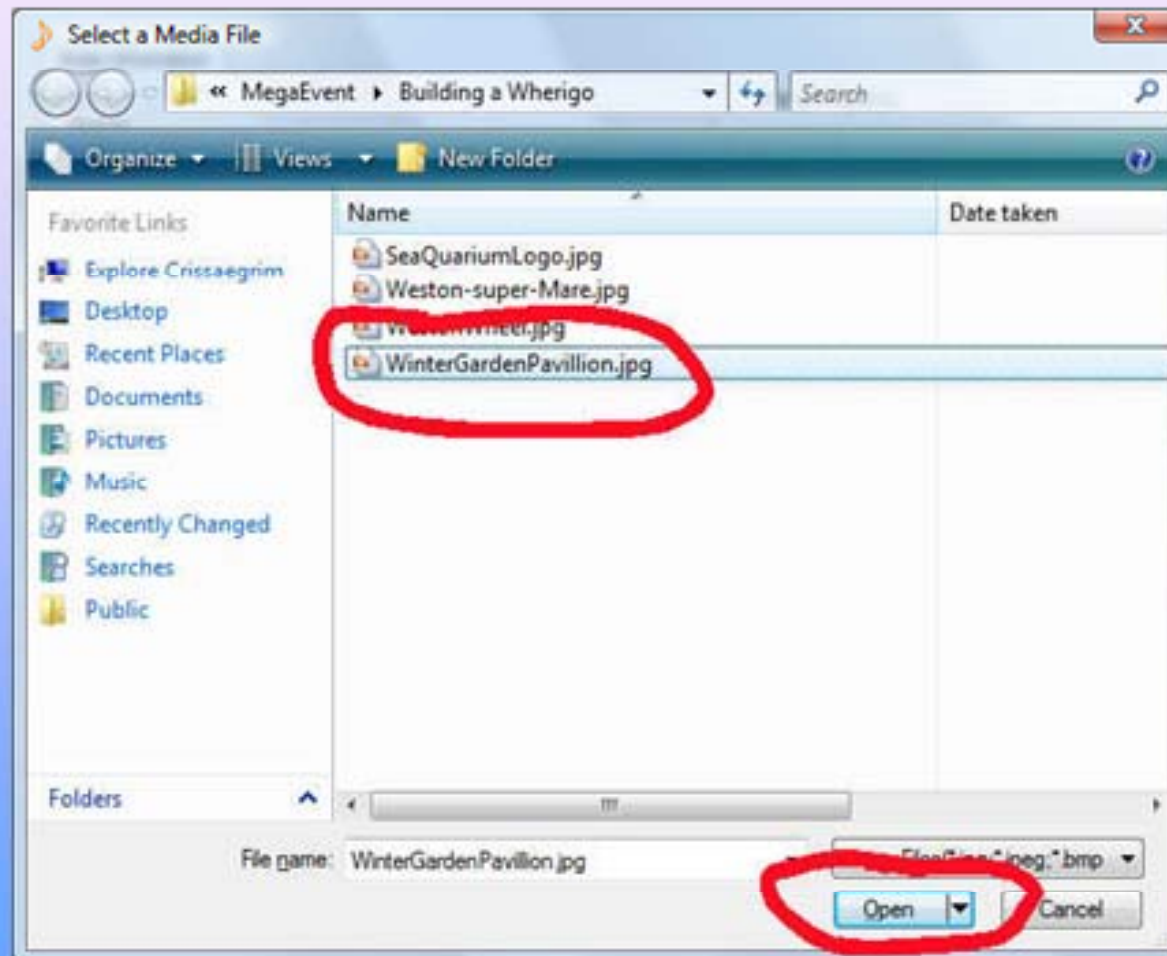 Select a Media File
« MegaEvent ▸ Building a Wherigo
Search
Organize Views New Folder
Favorite Links
Explore Crissaegrim
Desktop
Recent Places
Documents
Pictures
Music
Recently Changed
Searches
Public
Folders
Name Date taken
SeaQuariumLogo.jpg
Weston-super-Mare.jpg
WinterGardenPavillion.jpg
File name: WinterGardenPavillion.jpg
Open Cancel